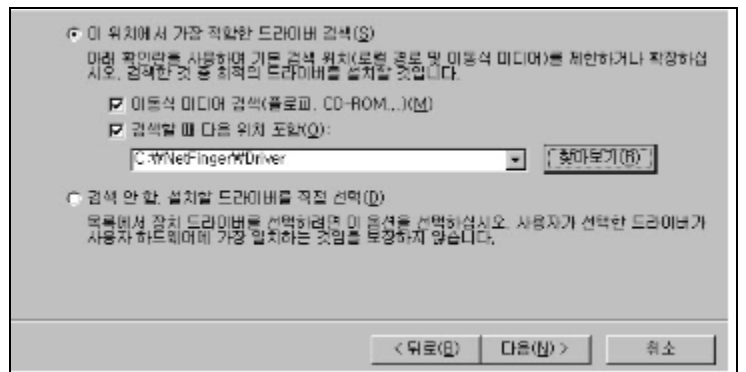 이 위치에서 가장 적합한 드라이버 검색(S)
아래 확인란을 사용하여 기본 검색 위치(로컬 경로 및 이동식 미디어)를 제한하거나 확장하십
시오. 검색한 것 중 최적의 드라이버를 설치할 것입니다.
이동식 미디어 검색(플로피, CD-ROM...)(M)
검색할 때 다음 위치 포함(O):
C:₩NetFinger₩Driver
찾아보기(R)
검색 안 함. 설치할 드라이버를 직접 선택(D)
목록에서 장치 드라이버를 선택하려면 이 옵션을 선택하십시오. 사용자가 선택한 드라이버가
사용자 하드웨어에 가장 일치하는 것임을 보장하지 않습니다.
< 뒤로(B)
다음(N) >
취소